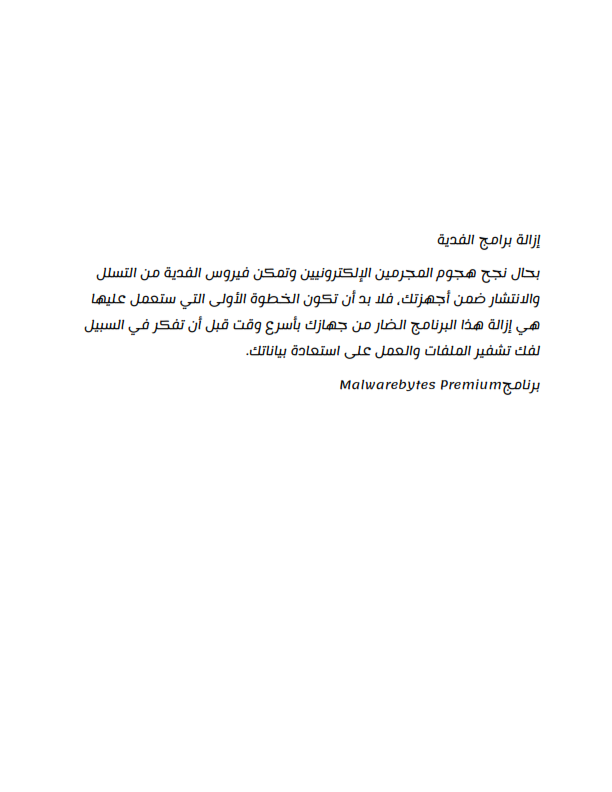 إزالة برامج الفدية
بحال نجح هجوم المجرمين الإلكترونيين وتمكن فيروس الفدية من التسلل
والانتشار ضمن أجهزتك، فلا بد أن تكون الخطوة الأولى التي ستعمل عليها
هي إزالة هذا البرنامج الضار من جهازك بأسرع وقت قبل أن تفكر في السبيل
لفك تشفير الملفات والعمل على استعادة بياناتك.
برنامجMalwarebytes Premium